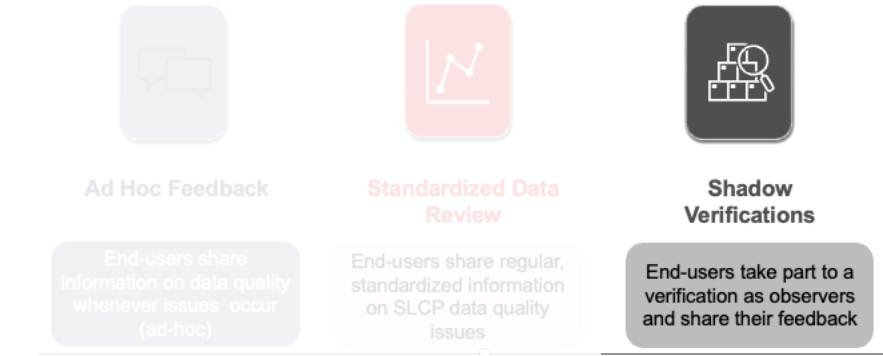 Ad Hoc Feedback
End-users share
information on data quality
whenever issues occur
(ad-hoc)
Standardized Data
Review
End-users share regular,
standardized information
on SLCP data quality
issues
Shadow
Verifications
End-users take part to a
verification as observers
and share their feedback